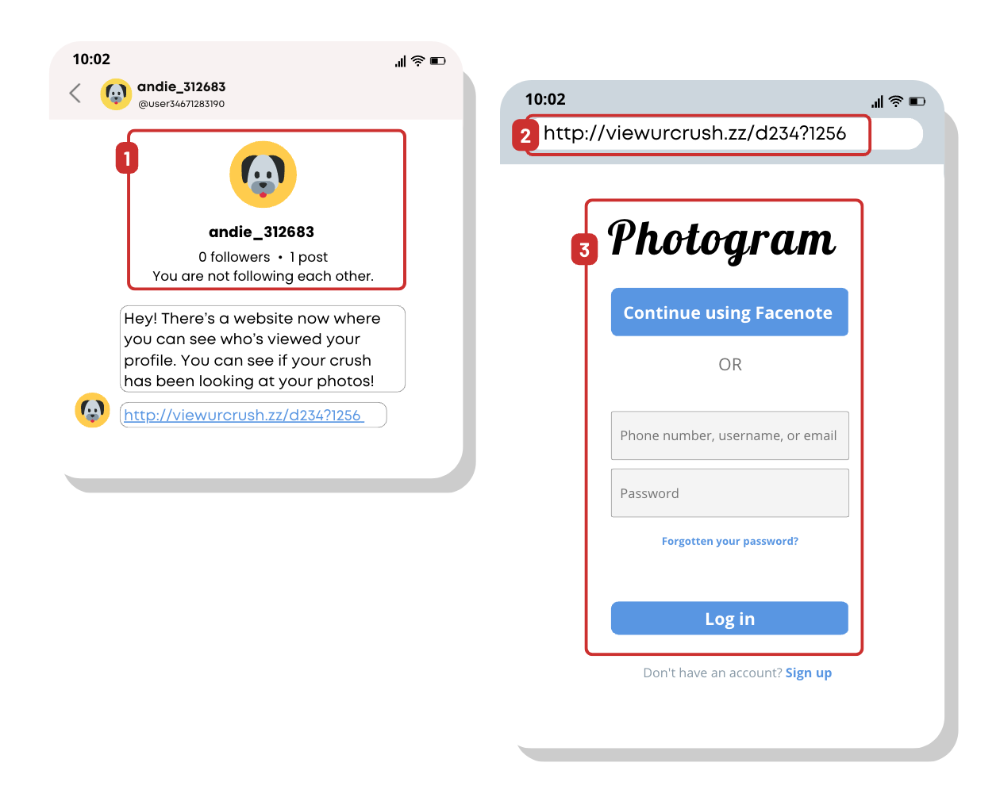 10:02
andie_312683
@user34671283190
1
andie_312683
0 followers • 1 post
You are not following each other.
Hey! There's a website now where
you can see who's viewed your
profile. You can see if your crush
has been looking at your photos!
http://viewurcrush.zz/d234?1256
10:02
2
http://viewurcrush.zz/d234?1256
3
Photogram
Continue using Facenote
OR
Phone number, username, or email
Password
Forgotten your password?
Log in
Don't have an account? Sign up